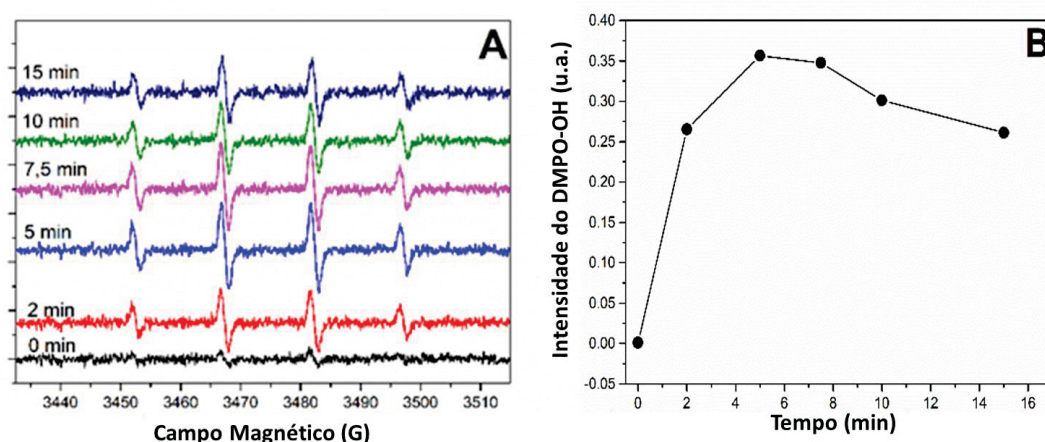 A
15 min
10 min
7,5 min
5 min
2 min
0 min
3440 3450 3460 3470 3480 3490 3500 3510
Campo Magnético (G)
B
Intensidade do DMPO-OH (u.a.)
0.40
0.35
0.30
0.25
0.20
0.15
0.10
0.05
0.00
-0.05
0 2 4 6 8 10 12 14 16
Tempo (min)